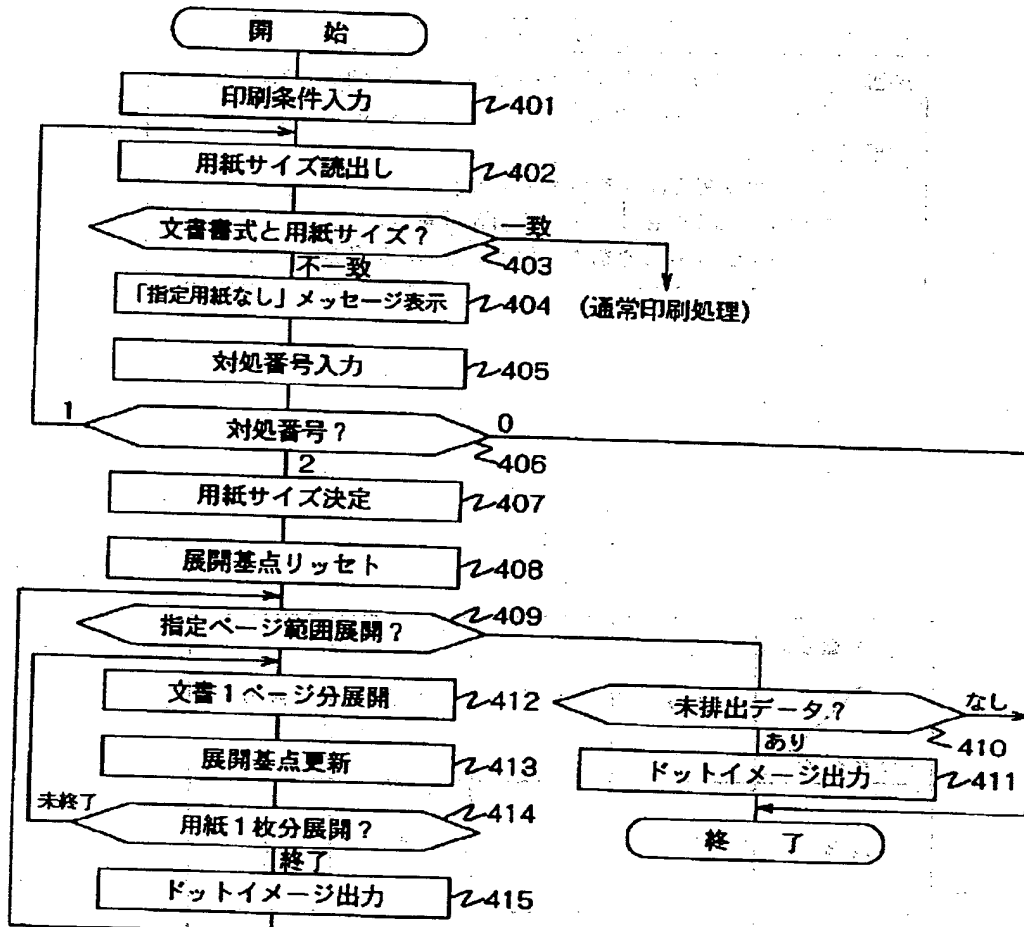 開 始
印刷条件入力 401
用紙サイズ読出し 402
文書書式と用紙サイズ? 一致
403
不一致
「指定用紙なし」メッセージ表示 404 (通常印刷処理)
対処番号入力 405
1 対処番号? 0
406
2
用紙サイズ決定 407
展開基点リッセト 408
指定ページ範囲展開? 409
文書1ページ分展開 412
未排出データ? なし
410
あり
展開基点更新 413
ドットイメージ出力 411
未終了 用紙1枚分展開? 414
終 了
終了
ドットイメージ出力 415